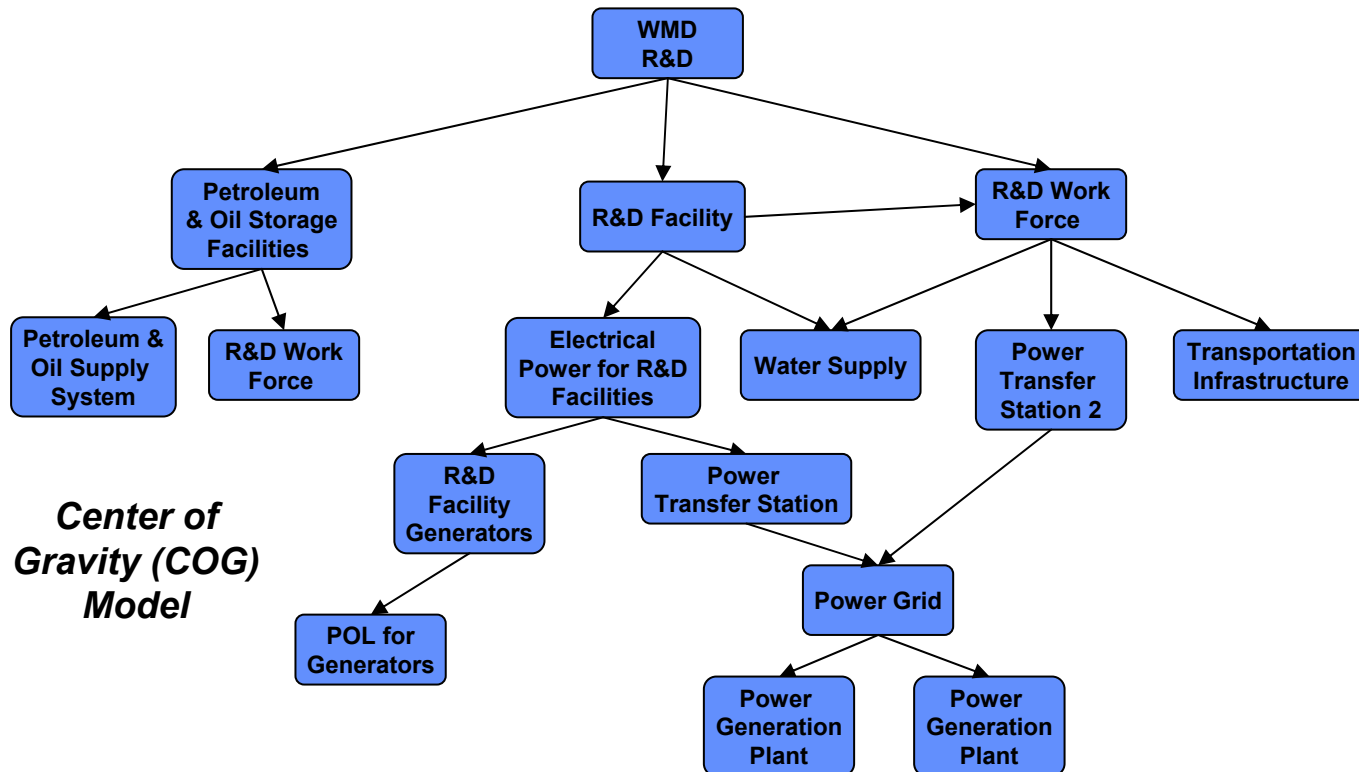 WMD
R&D
Petroleum
& Oil Storage
Facilities
R&D Facility
R&D Work
Force
Petroleum &
Oil Supply
System
R&D Work
Force
Electrical
Power for R&D
Facilities
Water Supply
Power
Transfer
Station 2
Transportation
Infrastructure
R&D
Facility
Generators
Power
Transfer Station
Center of
Gravity (COG)
Model
Power Grid
POL for
Generators
Power
Generation
Plant
Power
Generation
Plant